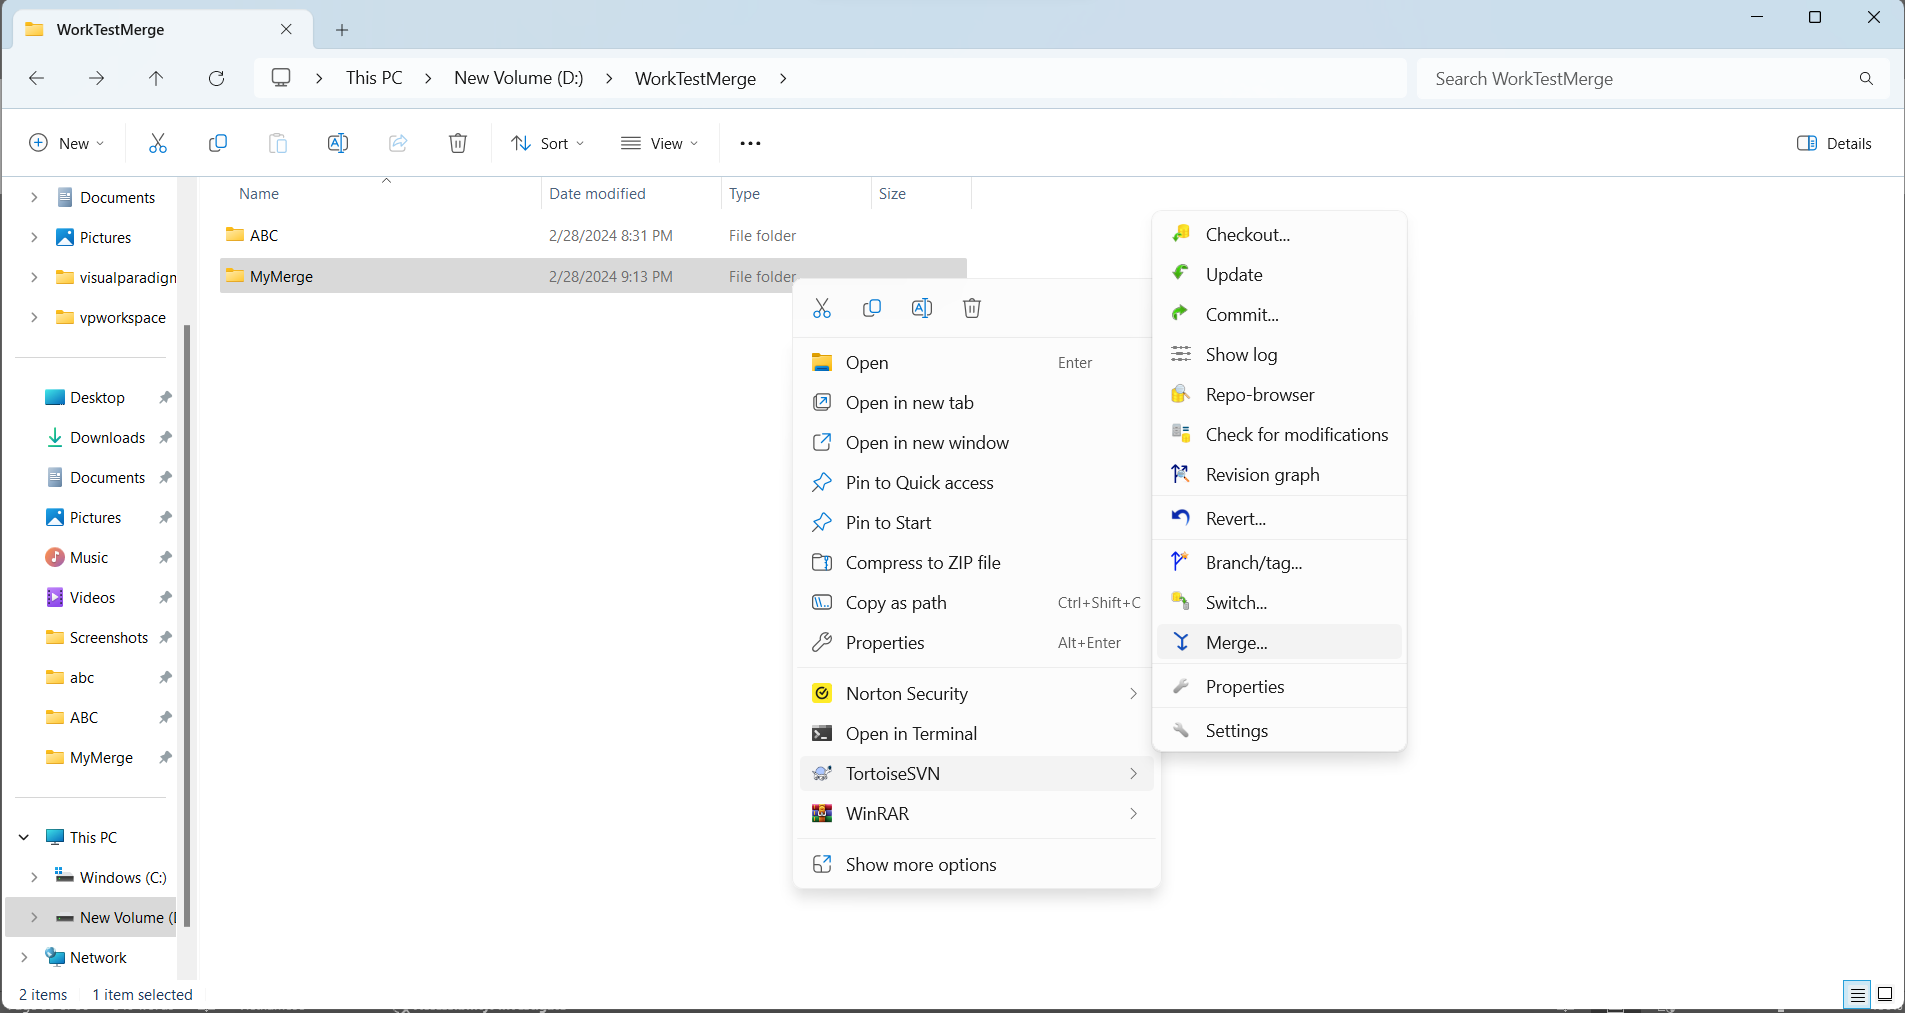 WorkTestMerge
This PC
New Volume (D:)
WorkTestMerge
Search WorkTestMerge
New
Sort
View
Details
Name
Date modified
Type
Size
ABC
2/28/2024 8:31 PM
File folder
MyMerge
2/28/2024 9:13 PM
File folder
Documents
Pictures
visualparadign
vpworkspace
Desktop
Downloads
Documents
Pictures
Music
Videos
Screenshots
abc
ABC
MyMerge
This PC
Windows (C:)
New Volume (
Network
2 items
1 item selected
Open
Enter
Open in new tab
Open in new window
Pin to Quick access
Pin to Start
Compress to ZIP file
Copy as path
Ctrl+Shift+C
Properties
Alt+Enter
Norton Security
Open in Terminal
TortoiseSVN
WinRAR
Show more options
Checkout...
Update
Commit...
Show log
Repo-browser
Check for modifications
Revision graph
Revert...
Branch/tag...
Switch...
Merge...
Properties
Settings